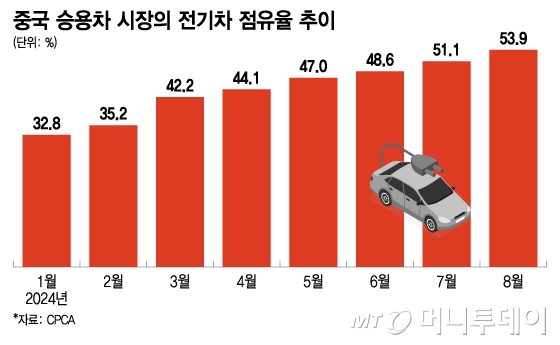 중국 승용차 시장의 전기차 점유율 추이
(단위: %)
32.8 35.2 42.2 44.1 47.0 48.6 51.1 53.9
1월 2월 3월 4월 5월 6월 7월 8월
2024년
*자료: CPCA
MT 머니투데이